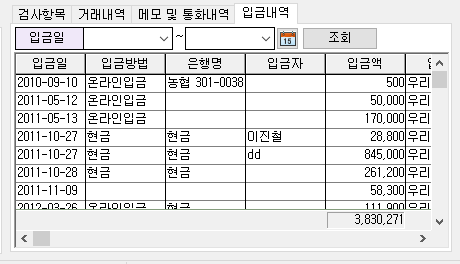 검사항목 거래내역 메모 및 통화내역 입금내역
입금일 ~ 15 조회
입금일 입금방법 은행명 입금자 입금액
2010-09-10 온라인입금 농협 301-0038 500 우리
2011-05-12 온라인입금 50,000 우리
2011-05-13 온라인입금 170,000 우리
2011-10-27 현금 현금 이진철 28,800 우리
2011-10-27 현금 현금 dd 845,000 우리
2011-10-28 현금 현금 261,200 우리
2011-11-09 58,300 우리
2012-03-26 온라인입금 현금 111,900 우리
3,830,271